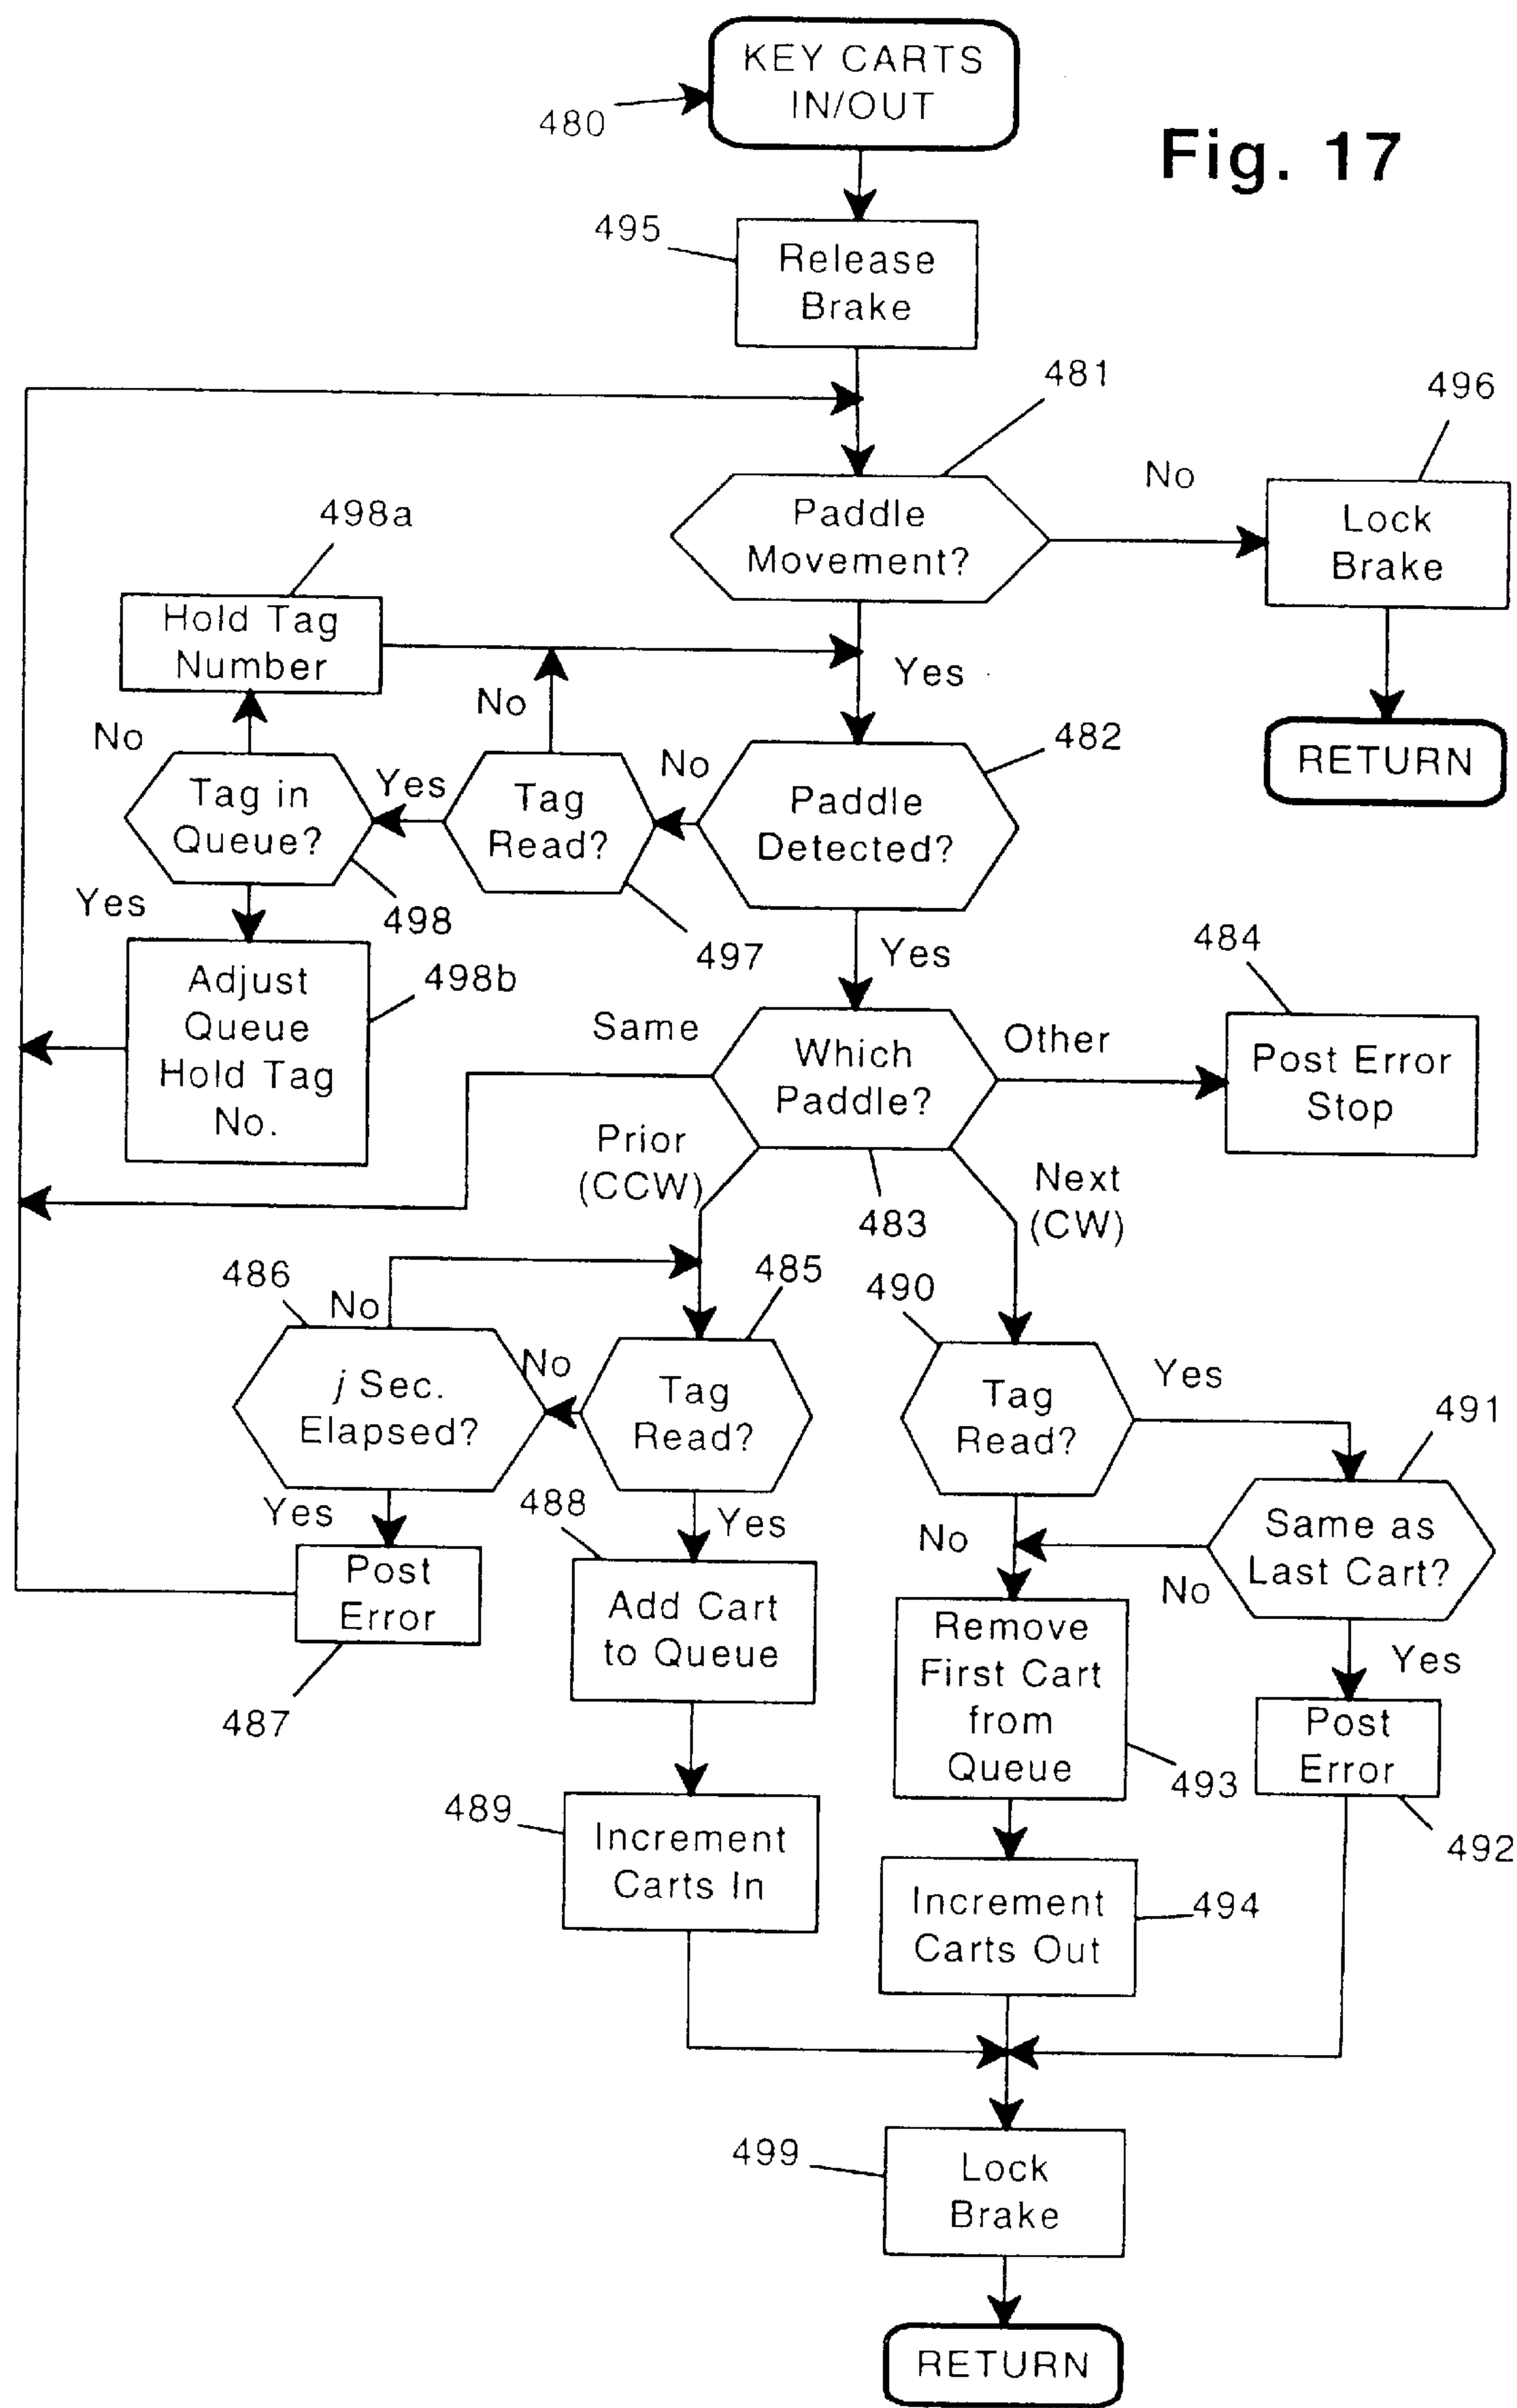 KEY CARTS
IN/OUT
480
Fig. 17
495
Release
Brake
481
496
No
Paddle
Movement?
Lock
Brake
498a
Hold Tag
Number
Yes
No
No
482
RETURN
Tag in
Queue?
Yes
Tag
Read?
No
Paddle
Detected?
Yes
498
497
Yes
484
Adjust
Queue
Hold Tag
No.
498b
Same
Which
Paddle?
Other
Post Error
Stop
Prior
(CCW)
483
Next
(CW)
486
No
485
490
j Sec.
Elapsed?
No
Tag
Read?
Tag
Read?
Yes
491
Yes
488
Yes
No
Same as
Last Cart?
No
Post
Error
487
Add Cart
to Queue
Remove
First Cart
from
Queue
493
Yes
Post
Error
492
489
Increment
Carts In
Increment
Carts Out
494
499
Lock
Brake
RETURN